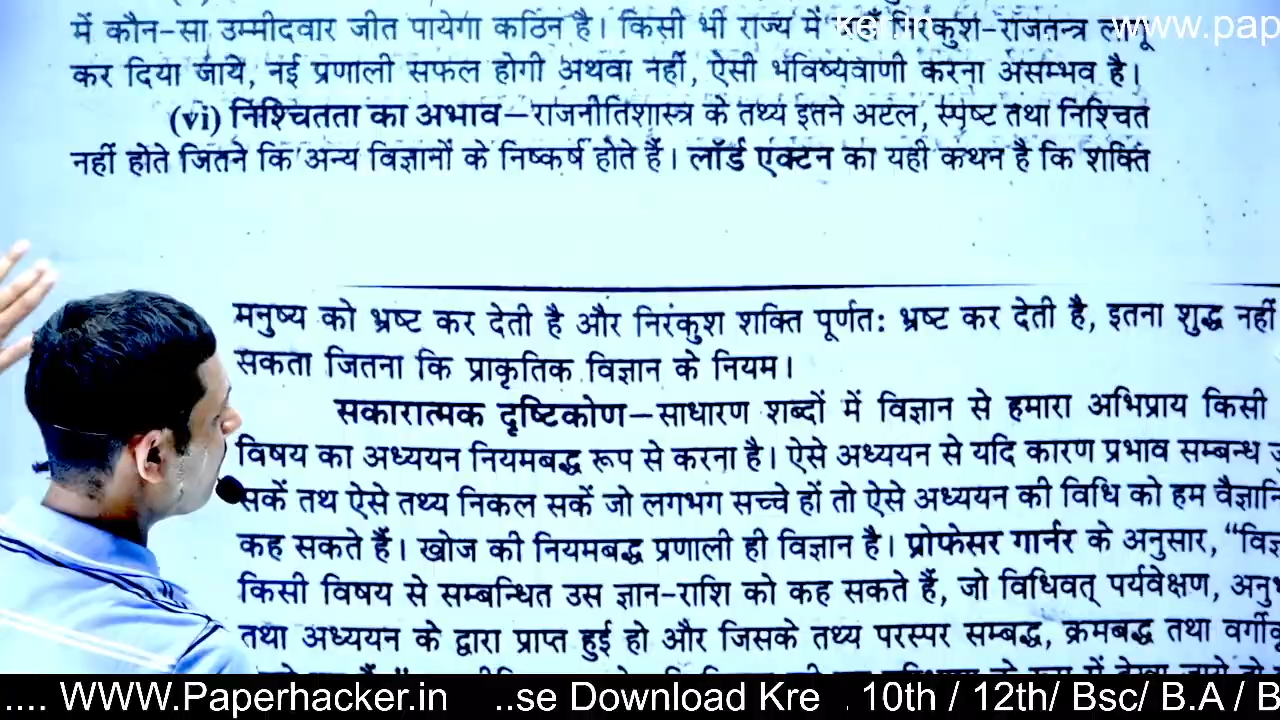 में कौन-सा उम्मीदवार जीत पायेगा कठिन है। किसी भी राज्य में निरंकुश-राजतन्त्र लागू
ker.in
www.pap
कर दिया जाये, नई प्रणाली सफल होगी अथवा नहीं, ऐसी भविष्यवाणी करना असम्भव है।
(vi) निश्चितता का अभाव—राजनीतिशास्त्र के तथ्य इतने अटल, स्पष्ट तथा निश्चित
नहीं होते जितने कि अन्य विज्ञानों के निष्कर्ष होते हैं। लॉर्ड एक्टन का यही कथन है कि शक्ति
मनुष्य को भ्रष्ट कर देती है और निरंकुश शक्ति पूर्णत: भ्रष्ट कर देती है, इतना शुद्ध नहीं
सकता जितना कि प्राकृतिक विज्ञान के नियम।
सकारात्मक दृष्टिकोण—साधारण शब्दों में विज्ञान से हमारा अभिप्राय किसी
विषय का अध्ययन नियमबद्ध रूप से करना है। ऐसे अध्ययन से यदि कारण प्रभाव सम्बन्ध
सकें तथ ऐसे तथ्य निकल सकें जो लगभग सच्चे हों तो ऐसे अध्ययन की विधि को हम वैज्ञानि
कह सकते हैं। खोज की नियमबद्ध प्रणाली ही विज्ञान है। प्रोफेसर गार्नर के अनुसार, “विज्ञ
किसी विषय से सम्बन्धित उस ज्ञान-राशि को कह सकते हैं, जो विधिवत् पर्यवेक्षण, अनुभ
तथा अध्ययन के द्वारा प्राप्त हुई हो और जिसके तथ्य परस्पर सम्बद्ध, क्रमबद्ध तथा वर्गीकृ
.... WWW.Paperhacker.in ..se Download Kre . 10th / 12th/ Bsc/ B.A / B